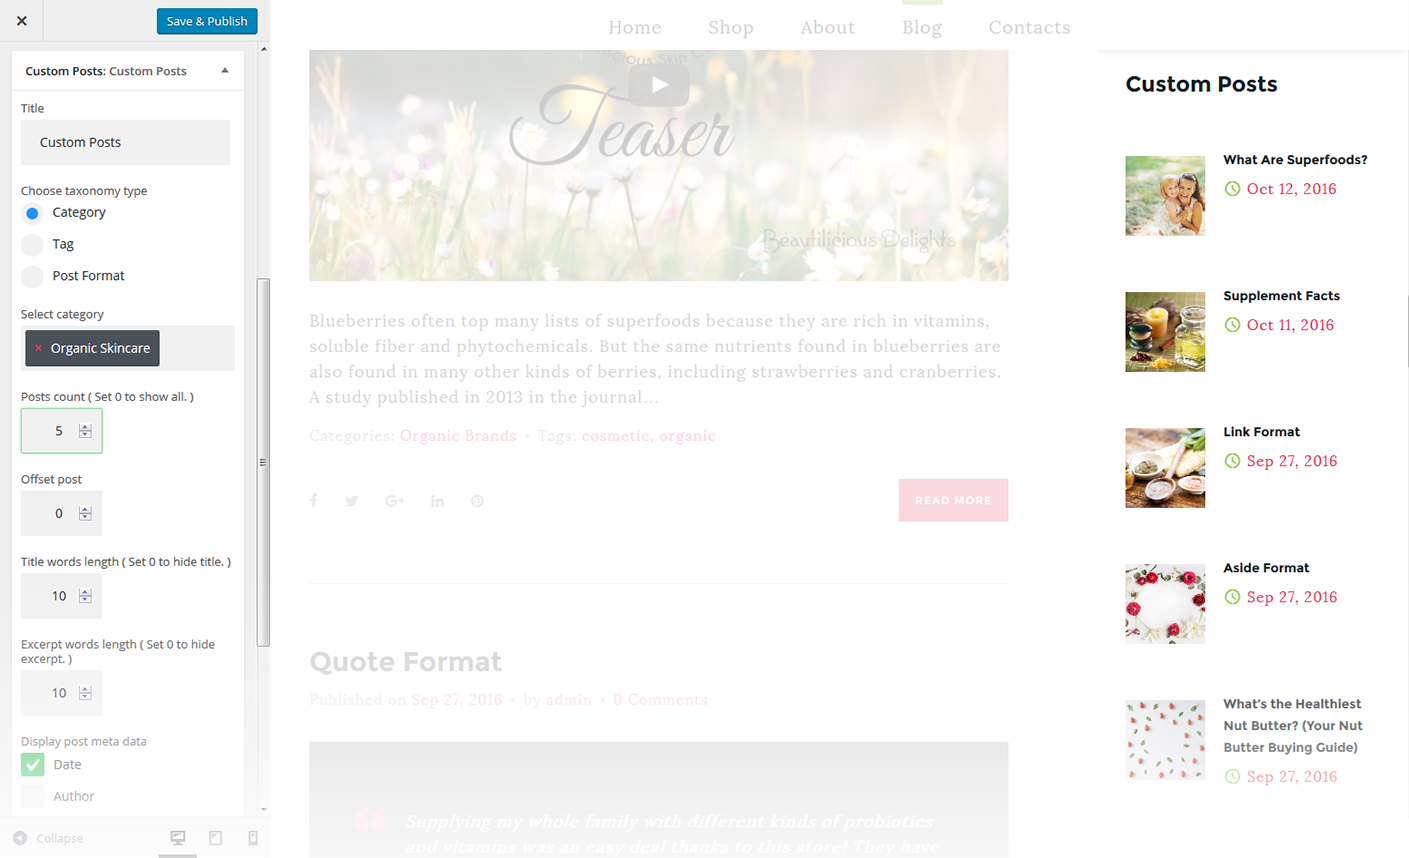 Save & Publish
Custom Posts: Custom Posts
Title
Custom Posts
Choose taxonomy type
Category
Tag
Post Format
Select category
× Organic Skincare
Posts count ( Set 0 to show all. )
5
Offset post
0
Title words length ( Set 0 to hide title. )
10
Excerpt words length ( Set 0 to hide
excerpt. )
10
Display post meta data
Date
Author
Collapse
Home Shop About Blog Contacts
Teaser
Beautilicious Delights
Blueberries often top many lists of superfoods because they are rich in vitamins,
soluble fiber and phytochemicals. But the same nutrients found in blueberries are
also found in many other kinds of berries, including strawberries and cranberries.
A study published in 2013 in the journal...
Categories: Organic Brands • Tags: cosmetic, organic
READ MORE
Quote Format
Published on Sep 27, 2016 • by admin • 0 Comments
“ Supplying my whole family with different kinds of probiotics
and vitamins was an easy deal thanks to this store! They have
Custom Posts
What Are Superfoods?
Oct 12, 2016
Supplement Facts
Oct 11, 2016
Link Format
Sep 27, 2016
Aside Format
Sep 27, 2016
What's the Healthiest
Nut Butter? (Your Nut
Butter Buying Guide)
Sep 27, 2016